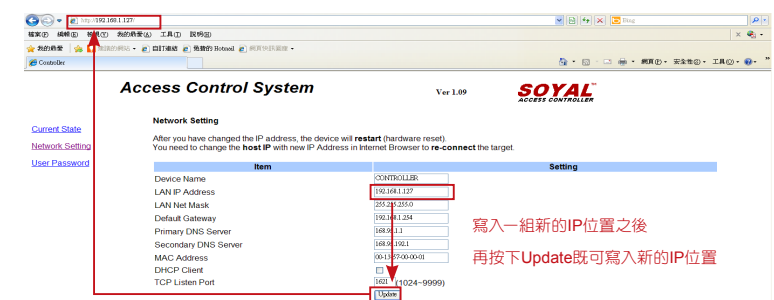 http://192.168.1.127/
Bing
檔案(F) 編輯(E) 檢視(V) 我的最愛(A) 工具(T) 說明(H)
我的最愛 自訂連結 免費的 Hotmail
Controller
網頁(P) 安全性(S) 工具(O)
Access Control System
Ver 1.09
SOYAL™
ACCESS CONTROLLER
Current State
Network Setting
User Password
Network Setting
After you have changed the IP address, the device will restart (hardware reset).
You need to change the host IP with new IP Address in Internet Browser to re-connect the target.
Item Setting
Device Name CONTROLLER
LAN IP Address 192.168.1.127
LAN Net Mask 255.255.255.0
Default Gateway 192.168.1.254
Primary DNS Server 168.95.1.1
Secondary DNS Server 168.95.192.1
MAC Address 00-13-57-00-00-01
DHCP Client
TCP Listen Port 1621 (1024~9999)
Update
寫入一組新的IP位置之後
再按下Update既可寫入新的IP位置